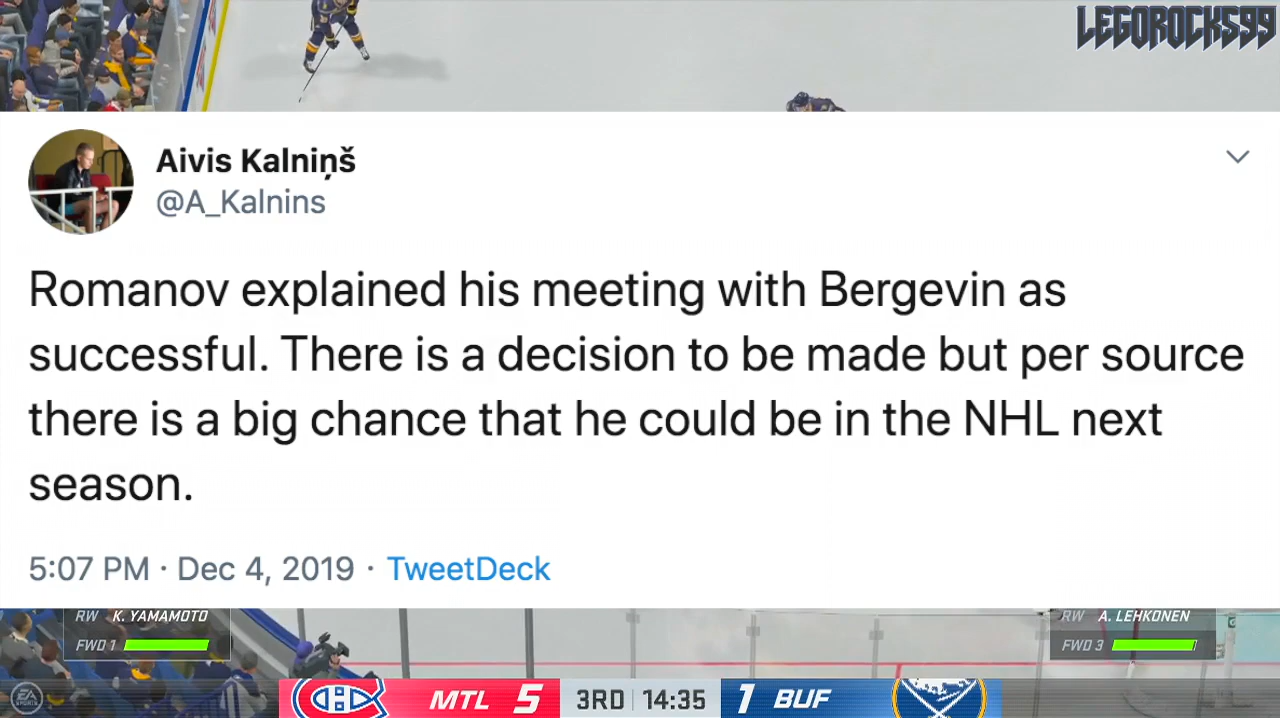 LEGOROCKS99
Aivis Kalniņš
@A_Kalnins
Romanov explained his meeting with Bergevin as
successful. There is a decision to be made but per source
there is a big chance that he could be in the NHL next
season.
5:07 PM · Dec 4, 2019 · TweetDeck
RW K. YAMAMOTO
FWD 1
RW A. LEHKONEN
FWD 3
EA SPORTS
MTL 5 3RD 14:35 1 BUF